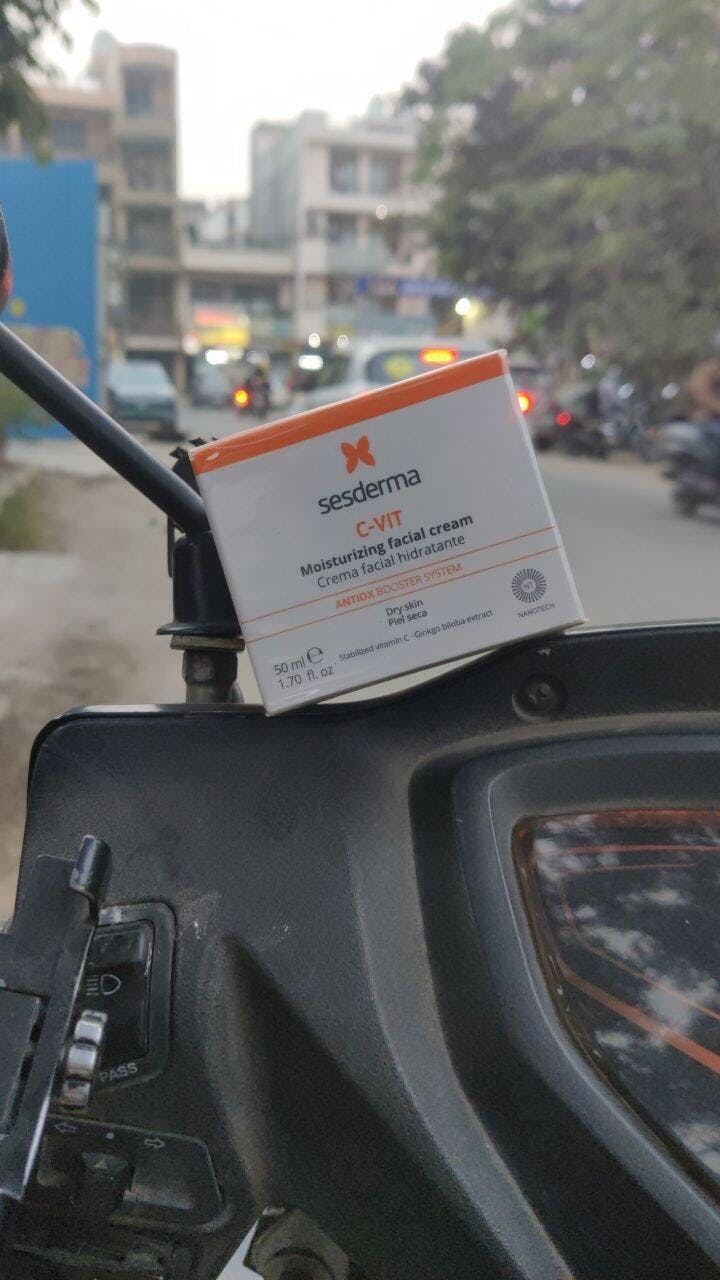 sesderma
C-VIT
Moisturizing facial cream
Crema facial hidratante
ANTIOX BOOSTER SYSTEM
Dry skin
Piel seca
NT
NANOTECH
Stabilized vitamin C · Ginkgo biloba extract
50 ml ℮
1.70 fl. oz
PASS